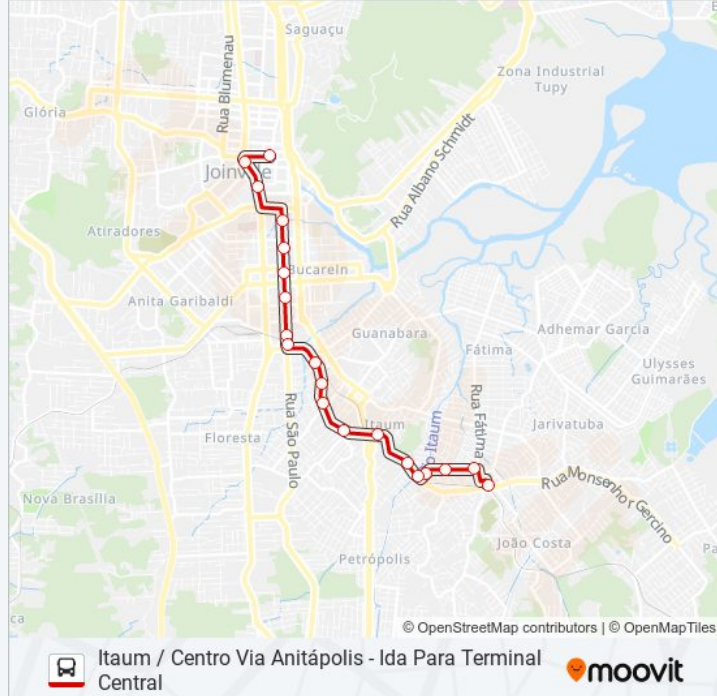 Saguaçu
Zona Industrial
Tupy
Rua Blumenau
Glória
Rua Albano Schmidt
Joinville
Atiradores
Bucarein
Anita Garibaldi
Guanabara
Adhemar Garcia
Fátima
Ulysses
Guimarães
Rua Fátima
Itaum
Itaum
Jarivatuba
Floresta
Rua São Paulo
Rua Monsenhor Gercino
Nova Brasília
João Costa
Petrópolis
© OpenStreetMap contributors | © OpenMapTiles
Itaum / Centro Via Anitápolis - Ida Para Terminal
Central
moovit